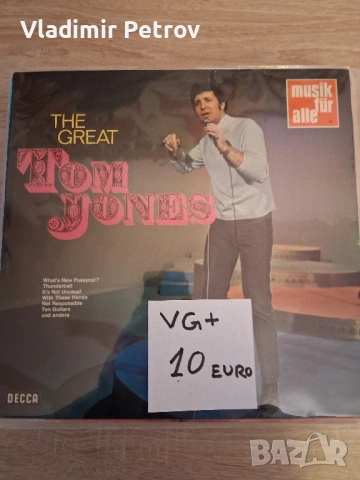 Vladimir Petrov
musik
für
alle
THE
GREAT
TOM
JONES
What's New Pussycat?
Thunderball
It's Not Unusual
With These Hands
Not Responsible
Ten Guitars
und andere
VG+
10 EURO
DECCA
BAZAR